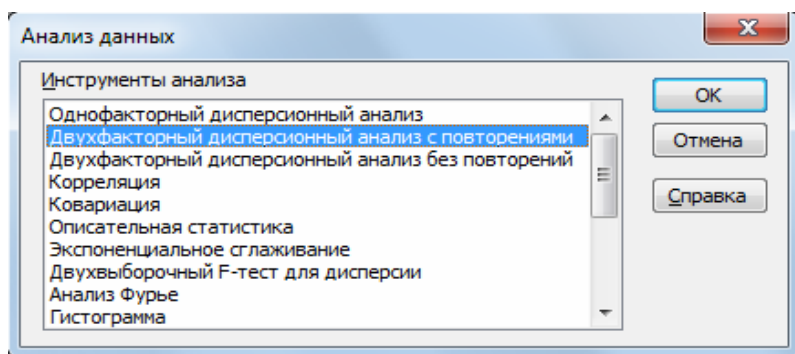 Анализ данных
Инструменты анализа
Однофакторный дисперсионный анализ
Двухфакторный дисперсионный анализ с повторениями
Двухфакторный дисперсионный анализ без повторений
Корреляция
Ковариация
Описательная статистика
Экспоненциальное сглаживание
Двухвыборочный F-тест для дисперсии
Анализ Фурье
Гистограмма
OK
Отмена
Справка